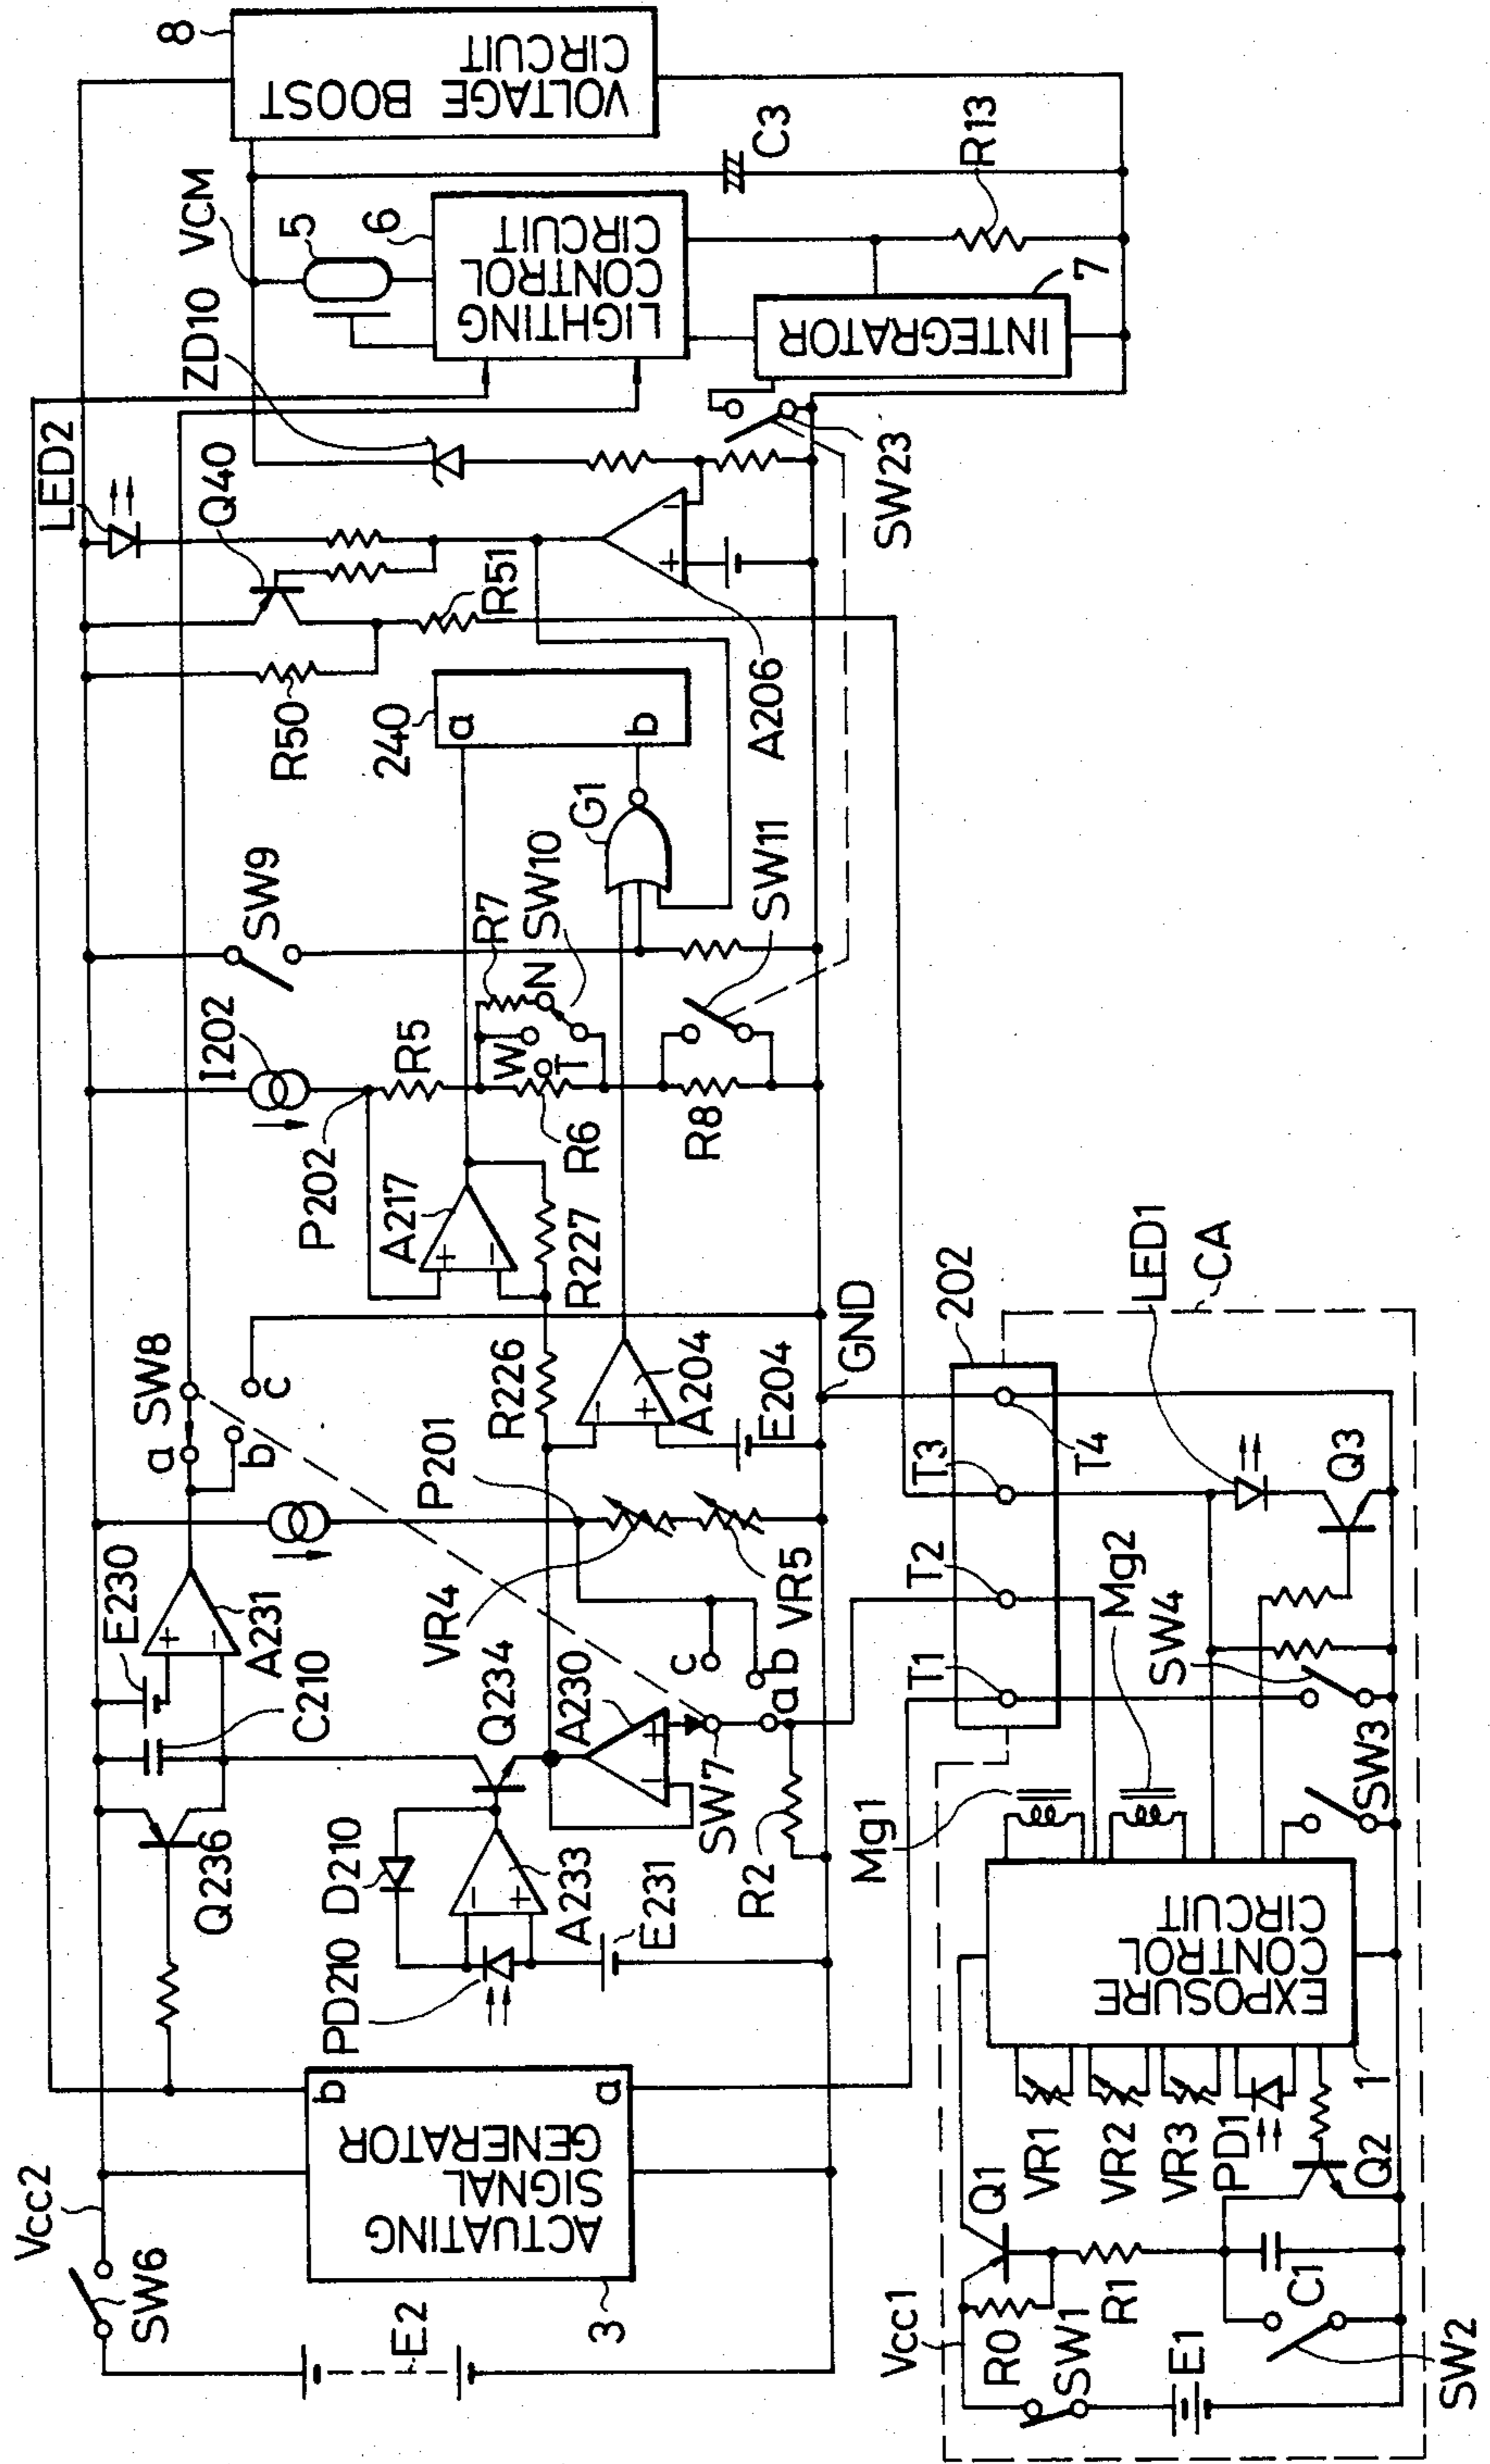 8
VOLTAGE BOOST
CIRCUIT
C3
R13
VCM
5
6
LIGHTING
CONTROL
CIRCUIT
7
INTEGRATOR
ZD10
SW23
LED2
Q40
R51
R50
240
a
b
A206
G1
SW11
SW10
R7
N
W
T
SW9
I202
R5
P202
R6
R8
A217
R227
R226
SW8
a
b
c
A204
E204
GND
P201
VR4
VR5
E230
A231
C210
Q234
A230
c
b
a
SW7
Q236
D210
PD210
A233
E231
R2
b
a
ACTUATING
SIGNAL
GENERATOR
3
Vcc2
SW6
E2
202
T1
T2
T3
T4
LED1
CA
Q3
Mg2
SW4
Mg1
SW3
EXPOSURE
CONTROL
CIRCUIT
1
VR1
VR2
VR3
PD1
Q2
Q1
R1
C1
Vcc1
R0
SW1
E1
SW2